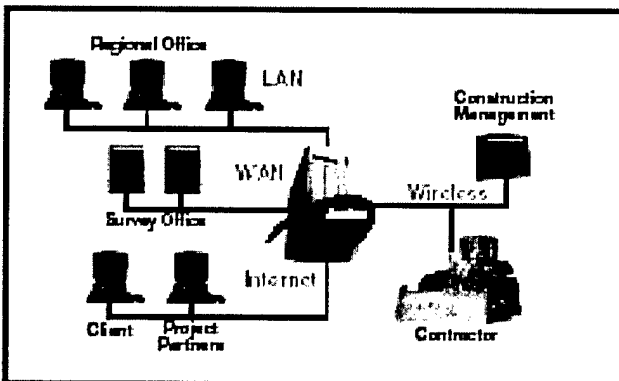 Regional Office
LAN
Construction
Management
WAN
Wireless
Survey Office
Internet
Client
Project
Partners
Contractor